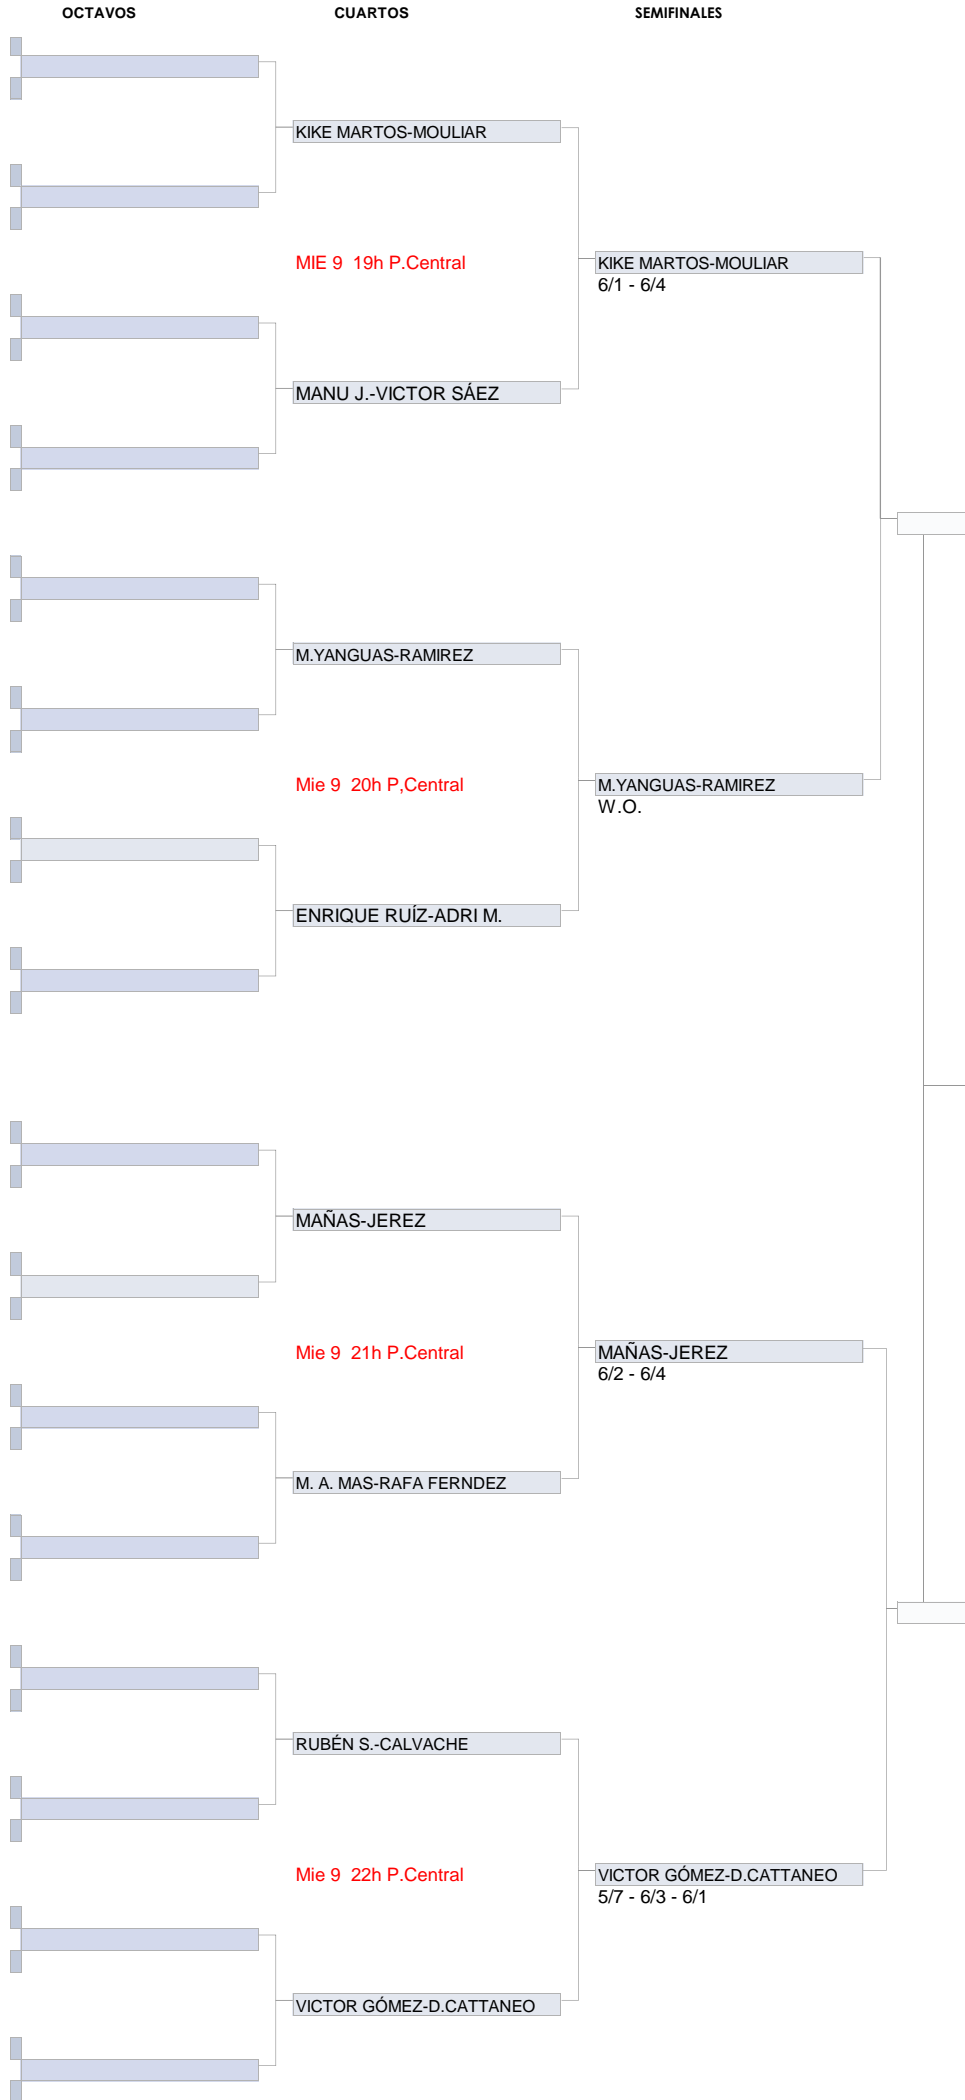 OCTAVOS CUARTOS SEMIFINALES
KIKE MARTOS-MOULIAR
MIE 9  19h P.Central
KIKE MARTOS-MOULIAR
6/1 - 6/4
MANU J.-VICTOR SÁEZ
M.YANGUAS-RAMIREZ
Mie 9  20h P,Central
M.YANGUAS-RAMIREZ
W.O.
ENRIQUE RUÍZ-ADRI M.
MAÑAS-JEREZ
Mie 9  21h P.Central
MAÑAS-JEREZ
6/2 - 6/4
M. A. MAS-RAFA FERNDEZ
RUBÉN S.-CALVACHE
Mie 9  22h P.Central
VICTOR GÓMEZ-D.CATTANEO
5/7 - 6/3 - 6/1
VICTOR GÓMEZ-D.CATTANEO